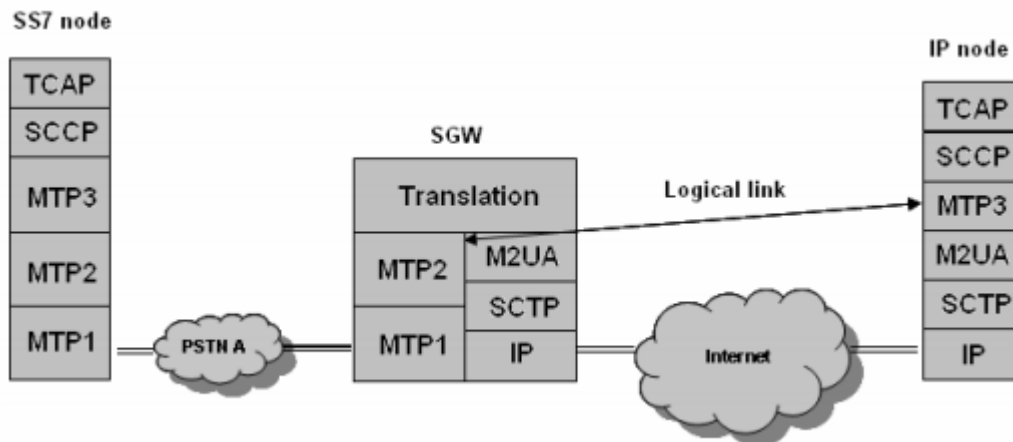 SS7 node
TCAP
SCCP
MTP3
MTP2
MTP1
PSTN A
SGW
Translation
MTP2
MTP1
M2UA
SCTP
IP
Logical link
Internet
IP node
TCAP
SCCP
MTP3
M2UA
SCTP
IP